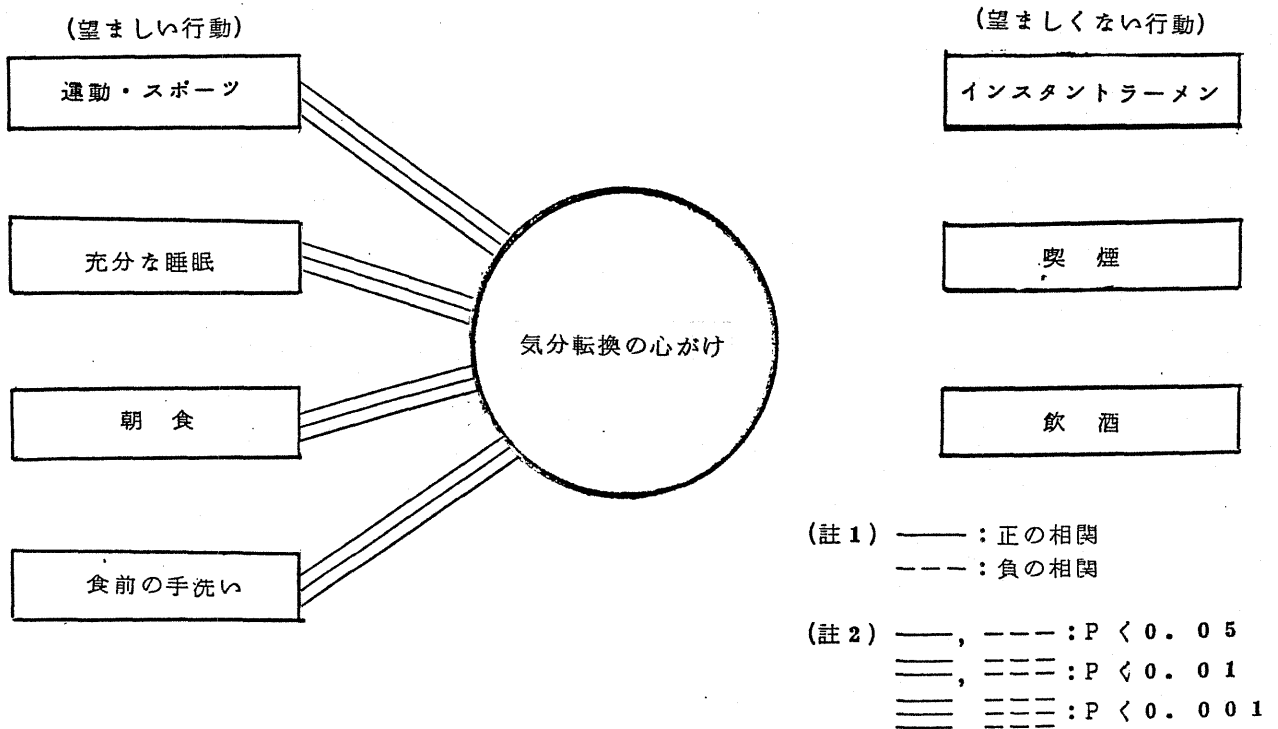 (望ましい行動)
運動・スポーツ
充分な睡眠
朝 食
食前の手洗い
気分転換の心がけ
(望ましくない行動)
インスタントラーメン
喫 煙
飲 酒
(註1) ——— : 正の相関
--- : 負の相関
(註2) ——, --- : P < 0. 05
, : P < 0. 01
: P < 0. 001